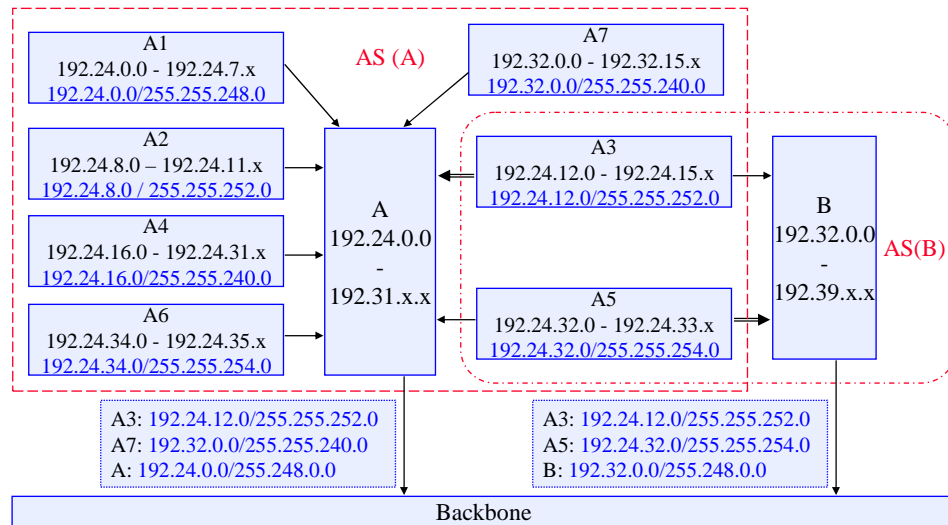 A1
192.24.0.0 - 192.24.7.x
192.24.0.0/255.255.248.0
AS (A)
A7
192.32.0.0 - 192.32.15.x
192.32.0.0/255.255.240.0
A2
192.24.8.0 – 192.24.11.x
192.24.8.0 / 255.255.252.0
A3
192.24.12.0 - 192.24.15.x
192.24.12.0/255.255.252.0
A
192.24.0.0
-
192.31.x.x
B
192.32.0.0
-
192.39.x.x
AS(B)
A4
192.24.16.0 - 192.24.31.x
192.24.16.0/255.255.240.0
A6
192.24.34.0 - 192.24.35.x
192.24.34.0/255.255.254.0
A5
192.24.32.0 - 192.24.33.x
192.24.32.0/255.255.254.0
A3: 192.24.12.0/255.255.252.0
A7: 192.32.0.0/255.255.240.0
A: 192.24.0.0/255.248.0.0
A3: 192.24.12.0/255.255.252.0
A5: 192.24.32.0/255.255.254.0
B: 192.32.0.0/255.248.0.0
Backbone